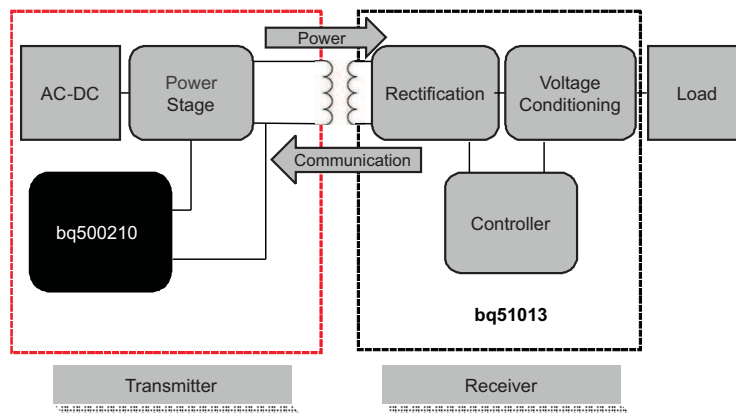 Power
AC-DC
Power
Stage
Rectification
Voltage
Conditioning
Load
Communication
bq500210
Controller
bq51013
Transmitter
Receiver